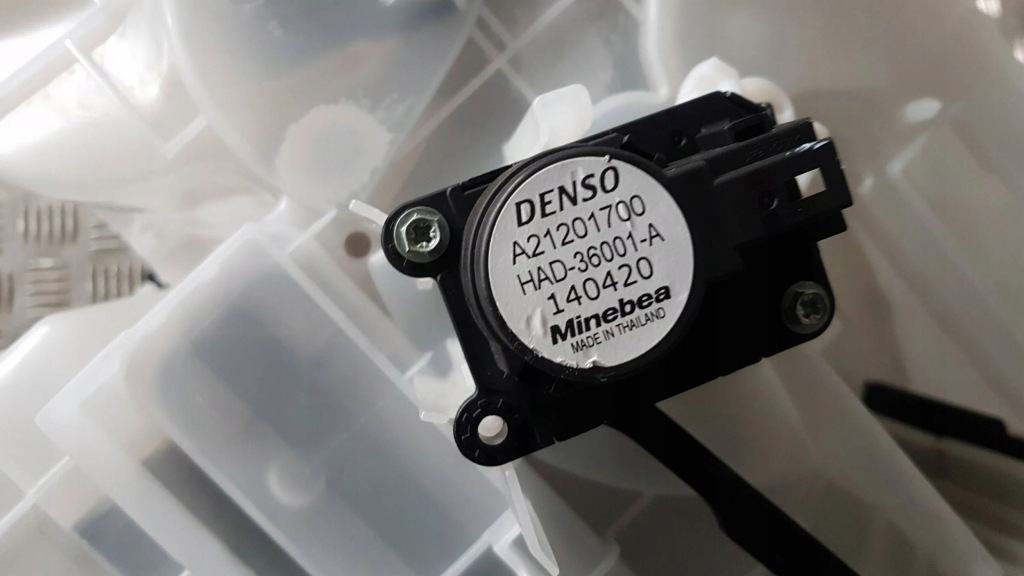 DENSO
A21201700
HAD-36001-A
140420
Minebea
MADE IN THAILAND